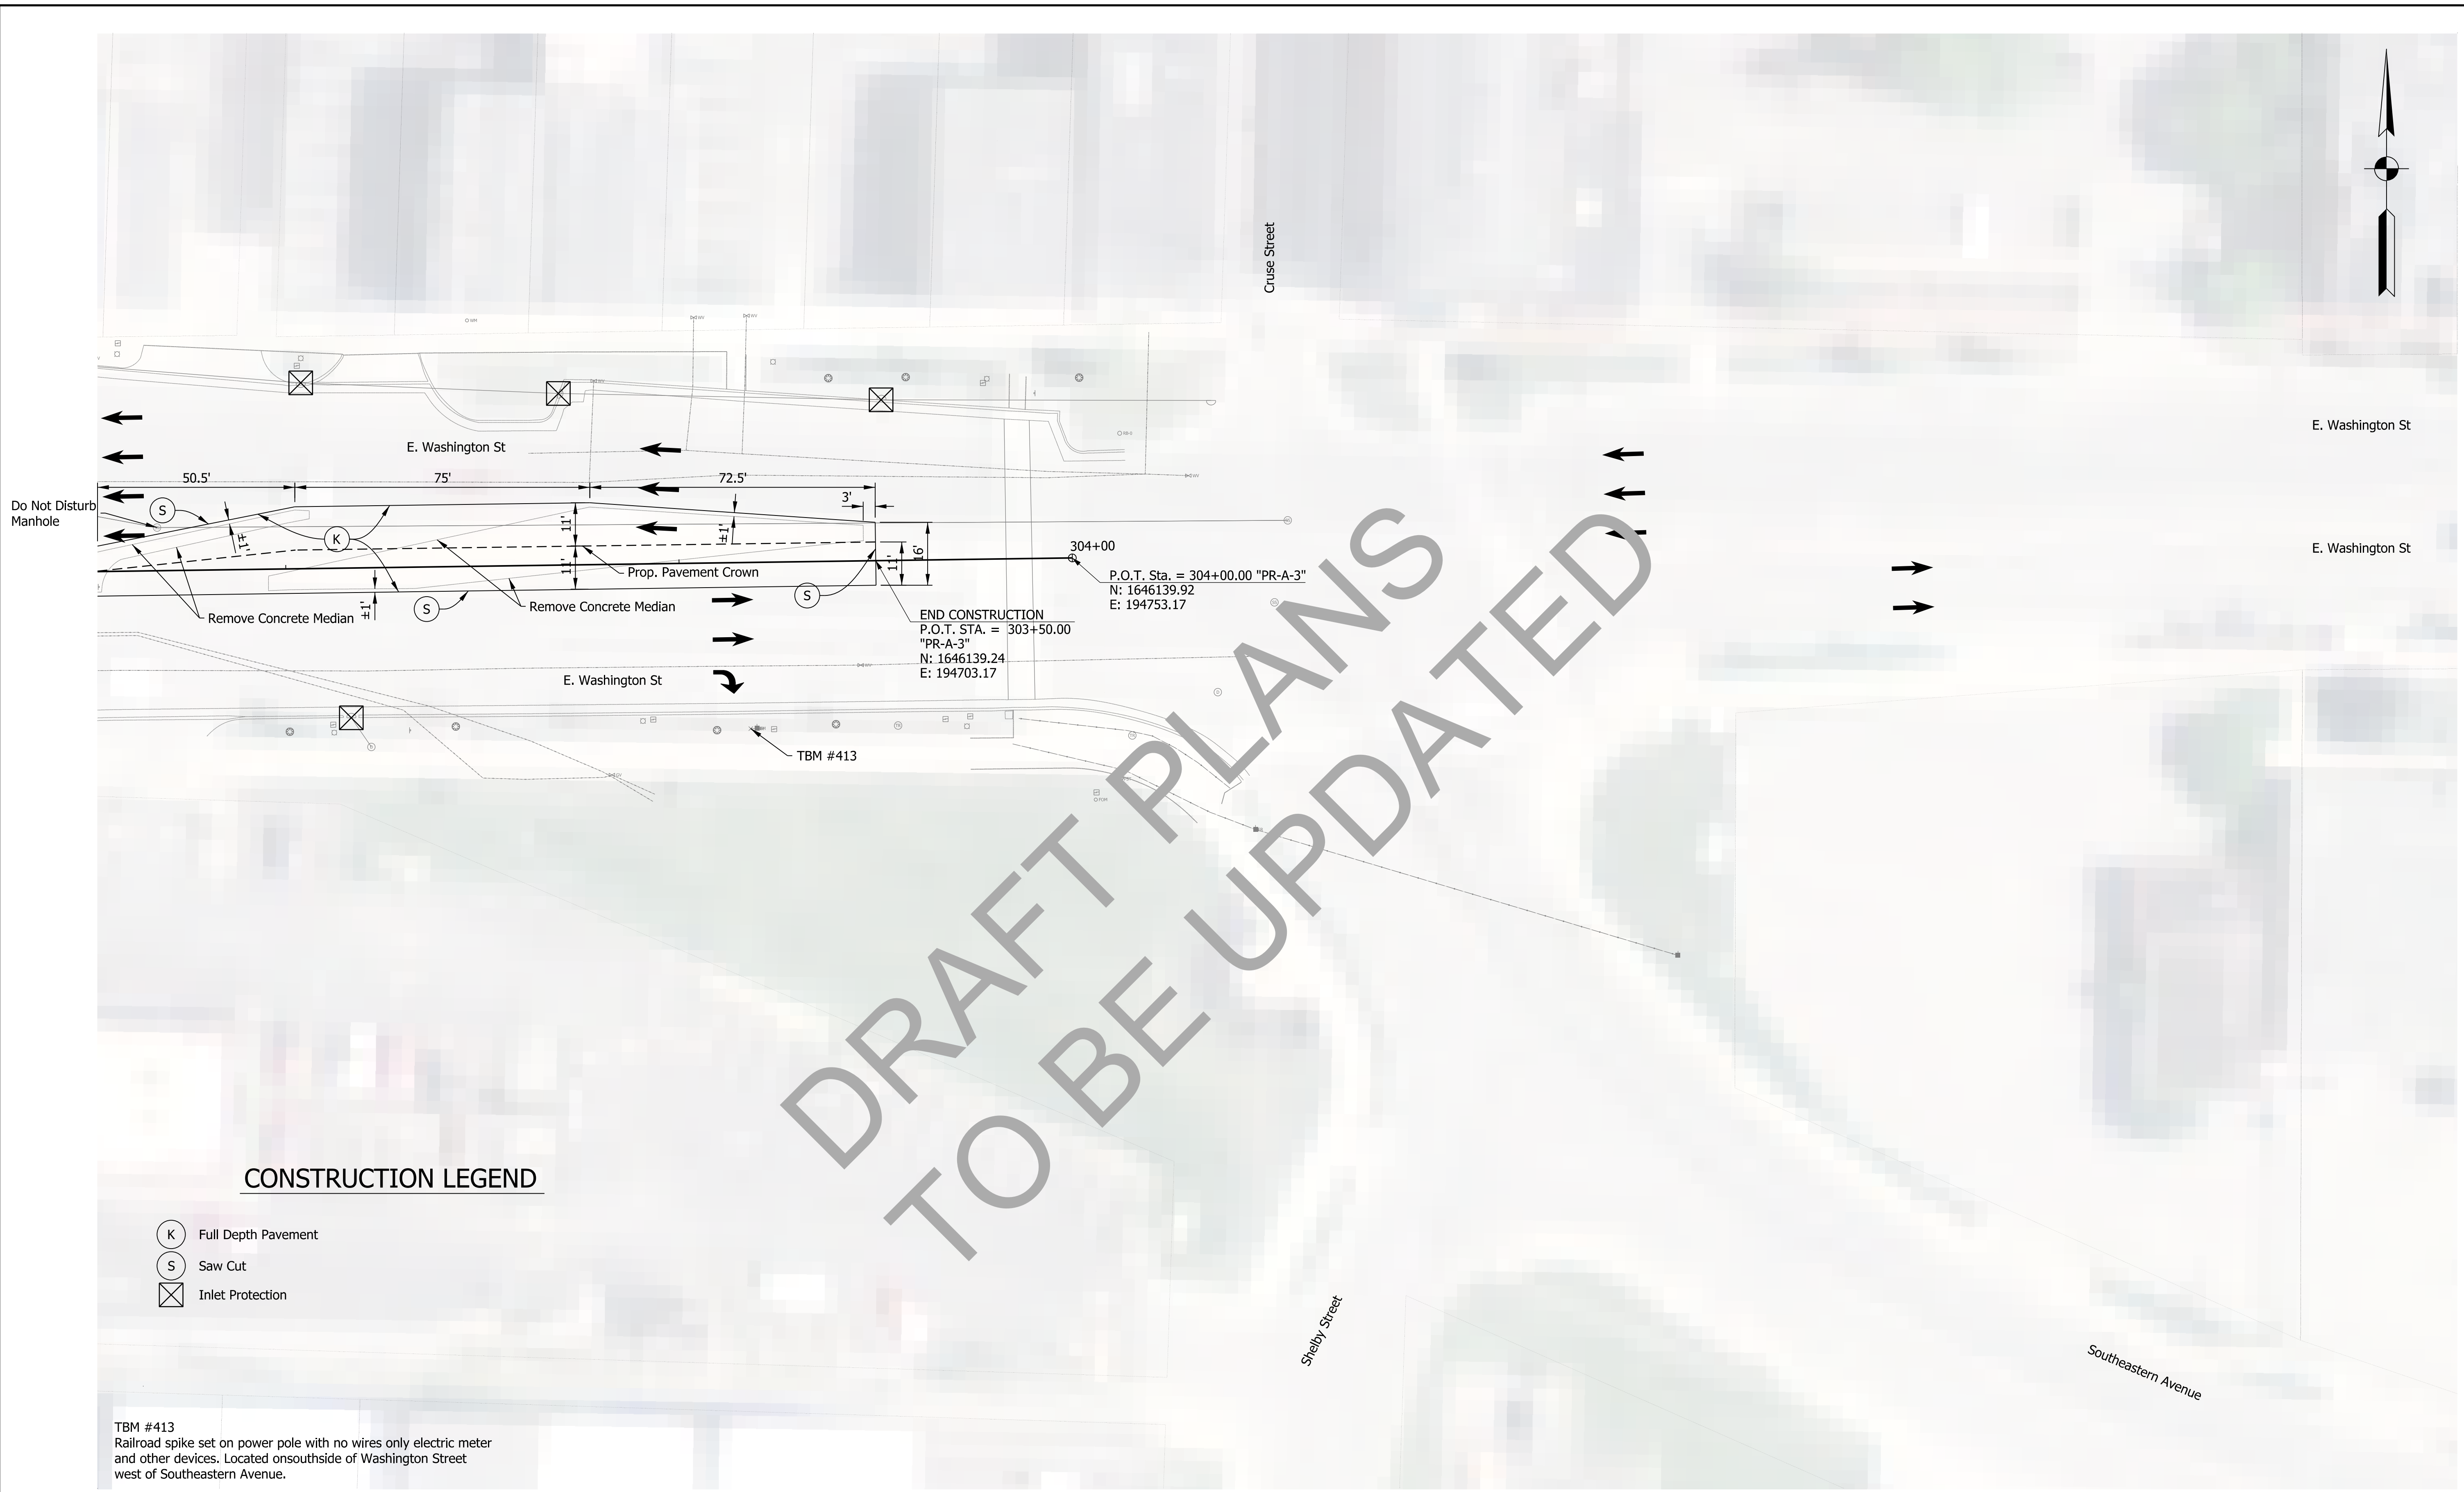 Cruse Street
WM
WV
WV
WV
E. Washington St
E. Washington St
50.5'
75'
72.5'
3'
WV
Do Not Disturb
Manhole
S
K
±1'
11'
±1'
11'
11'
16'
304+00
E. Washington St
Prop. Pavement Crown
P.O.T. Sta. = 304+00.00 "PR-A-3"
N: 1646139.92
E: 194753.17
S
S
Remove Concrete Median
±1'
Remove Concrete Median
END CONSTRUCTION
P.O.T. STA. = 303+50.00
"PR-A-3"
N: 1646139.24
E: 194703.17
E. Washington St
TBM #413
DRAFT PLANS
TO BE UPDATED
CONSTRUCTION LEGEND
K Full Depth Pavement
S Saw Cut
Inlet Protection
Shelby Street
Southeastern Avenue
TBM #413
Railroad spike set on power pole with no wires only electric meter
and other devices. Located onsouthside of Washington Street
west of Southeastern Avenue.